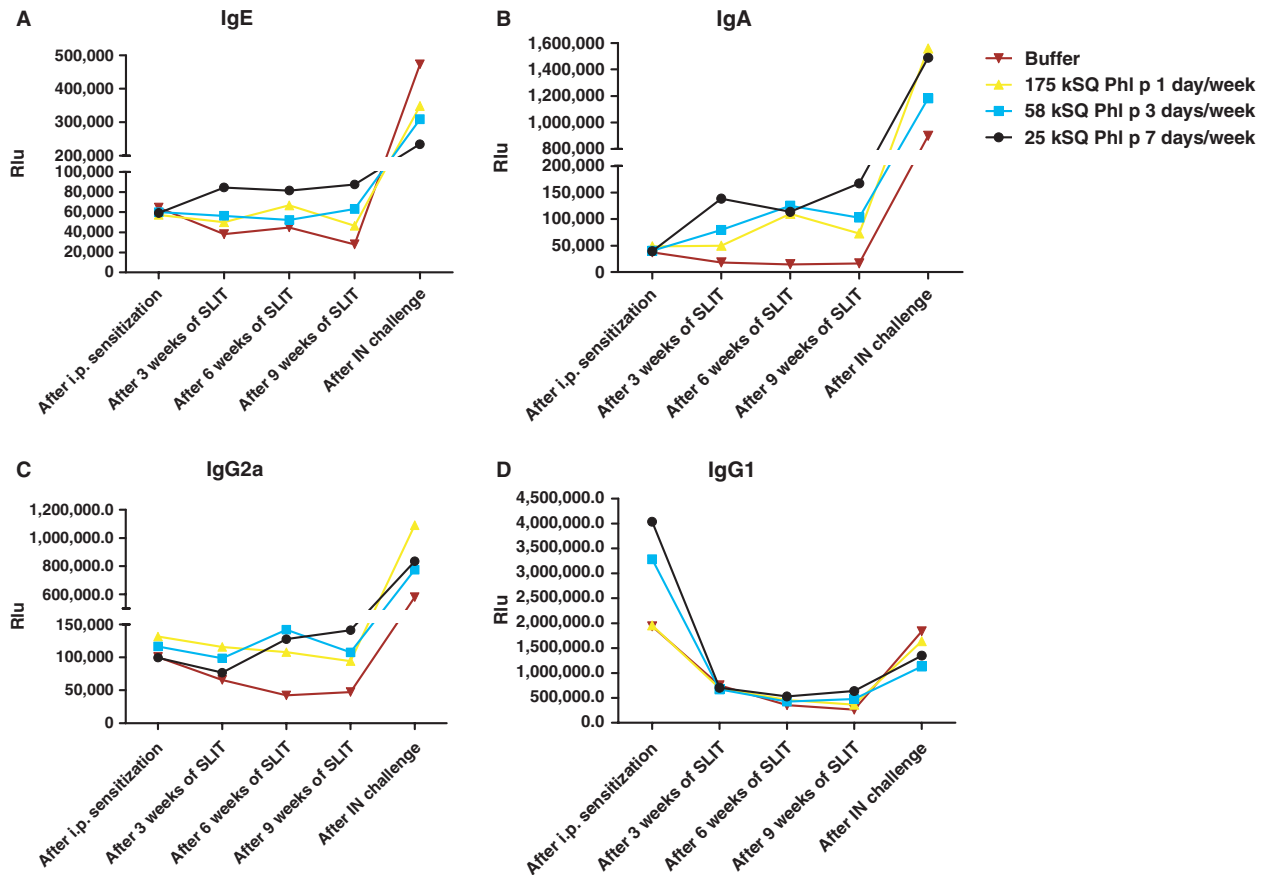 A
IgE
500,000
400,000
300,000
200,000
100,000
80,000
60,000
40,000
20,000
0
Rlu
After i.p. sensitization
After 3 weeks of SLIT
After 6 weeks of SLIT
After 9 weeks of SLIT
After IN challenge
B
IgA
1,600,000
1,400,000
1,200,000
1,000,000
800,000
200,000
150,000
100,000
50,000
0
Rlu
After i.p. sensitization
After 3 weeks of SLIT
After 6 weeks of SLIT
After 9 weeks of SLIT
After IN challenge
Buffer
175 kSQ Phl p 1 day/week
58 kSQ Phl p 3 days/week
25 kSQ Phl p 7 days/week
C
IgG2a
1,200,000.0
1,000,000.0
800,000.0
600,000.0
150,000
100,000
50,000
0
Rlu
After i.p. sensitization
After 3 weeks of SLIT
After 6 weeks of SLIT
After 9 weeks of SLIT
After IN challenge
D
IgG1
4,500,000.0
4,000,000.0
3,500,000.0
3,000,000.0
2,500,000.0
2,000,000.0
1,500,000.0
1,000,000.0
500,000.0
0.0
Rlu
After i.p. sensitization
After 3 weeks of SLIT
After 6 weeks of SLIT
After 9 weeks of SLIT
After IN challenge